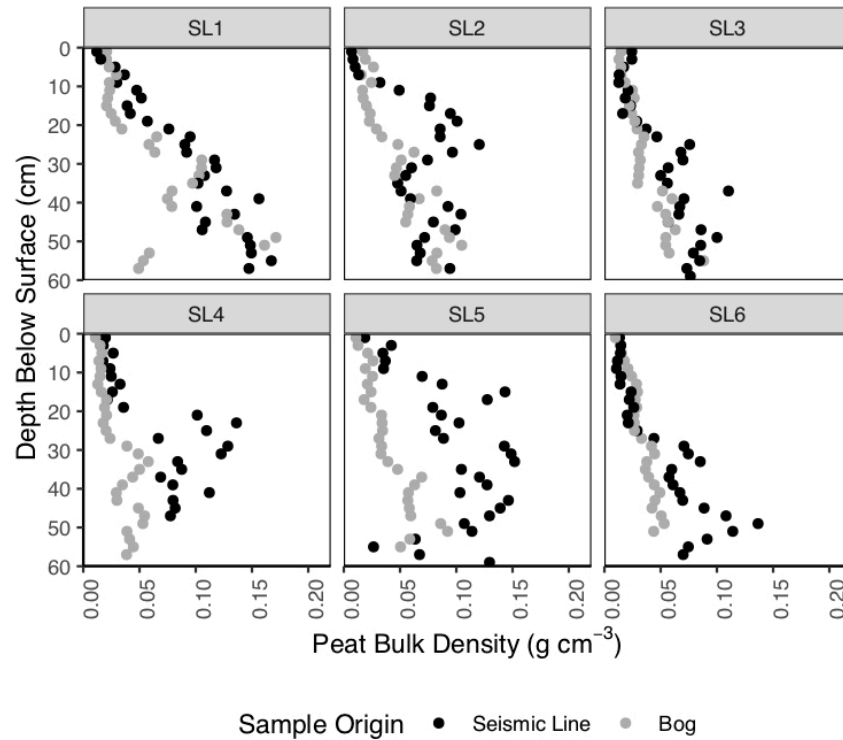 SL1 SL2 SL3
0
10
20
30
40
50
60
SL4 SL5 SL6
0
10
20
30
40
50
60
Depth Below Surface (cm)
0.00 0.05 0.10 0.15 0.20 0.00 0.05 0.10 0.15 0.20 0.00 0.05 0.10 0.15 0.20
Peat Bulk Density (g cm⁻³)
Sample Origin Seismic Line Bog